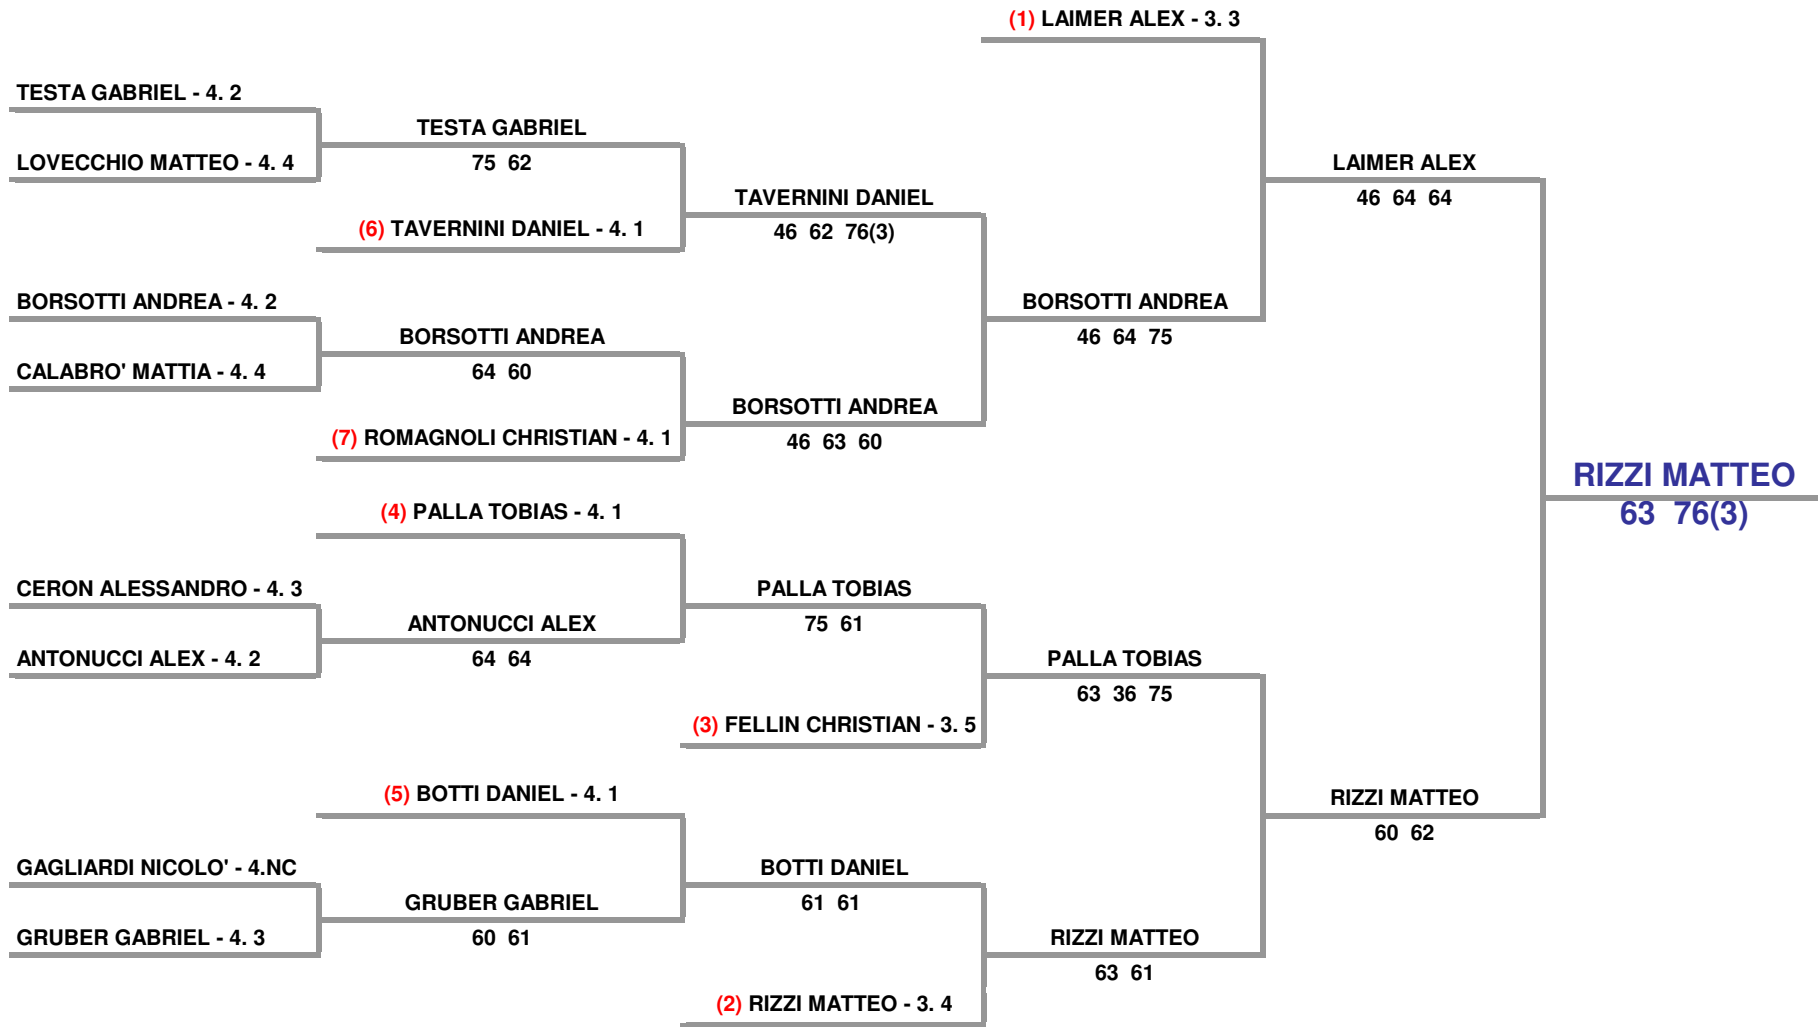 (1) LAIMER ALEX - 3. 3
TESTA GABRIEL - 4. 2
TESTA GABRIEL
LOVECCHIO MATTEO - 4. 4
75 62
LAIMER ALEX
46 64 64
TAVERNINI DANIEL
(6) TAVERNINI DANIEL - 4. 1
46 62 76(3)
BORSOTTI ANDREA - 4. 2
BORSOTTI ANDREA
46 64 75
BORSOTTI ANDREA
CALABRO' MATTIA - 4. 4
64 60
BORSOTTI ANDREA
(7) ROMAGNOLI CHRISTIAN - 4. 1
46 63 60
RIZZI MATTEO
63 76(3)
(4) PALLA TOBIAS - 4. 1
CERON ALESSANDRO - 4. 3
PALLA TOBIAS
75 61
ANTONUCCI ALEX
ANTONUCCI ALEX - 4. 2
64 64
PALLA TOBIAS
63 36 75
(3) FELLIN CHRISTIAN - 3. 5
(5) BOTTI DANIEL - 4. 1
RIZZI MATTEO
60 62
GAGLIARDI NICOLO' - 4.NC
BOTTI DANIEL
61 61
GRUBER GABRIEL
GRUBER GABRIEL - 4. 3
60 61
RIZZI MATTEO
63 61
(2) RIZZI MATTEO - 3. 4